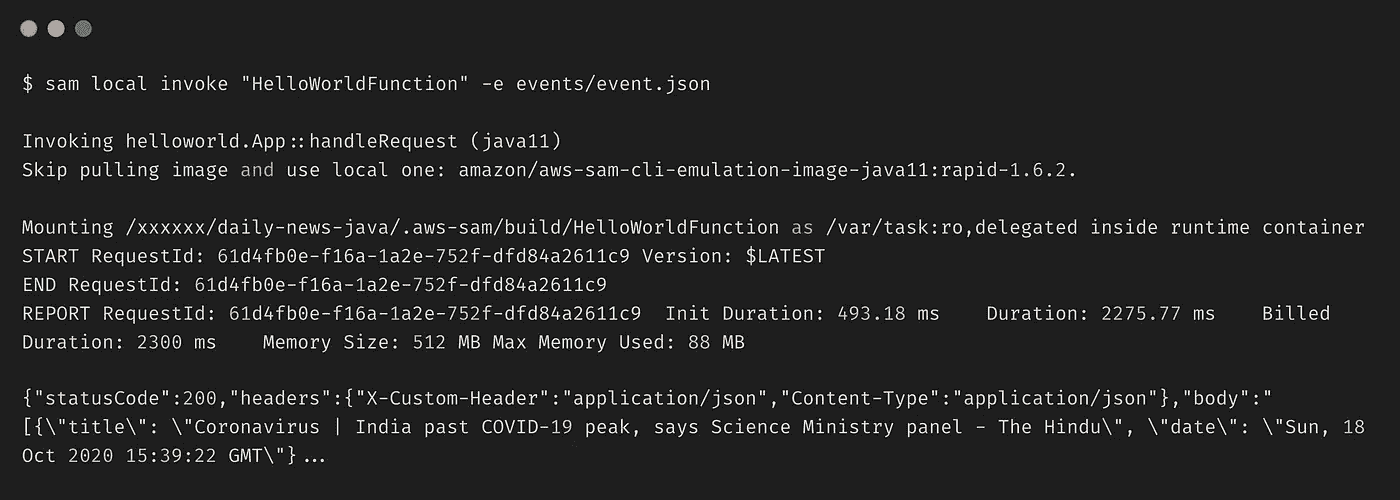 $ sam local invoke "HelloWorldFunction" -e events/event.json
Invoking helloworld.App::handleRequest (java11)
Skip pulling image and use local one: amazon/aws-sam-cli-emulation-image-java11:rapid-1.6.2.
Mounting /xxxxxx/daily-news-java/.aws-sam/build/HelloWorldFunction as /var/task:ro,delegated inside runtime container
START RequestId: 61d4fb0e-f16a-1a2e-752f-dfd84a2611c9 Version: $LATEST
END RequestId: 61d4fb0e-f16a-1a2e-752f-dfd84a2611c9
REPORT RequestId: 61d4fb0e-f16a-1a2e-752f-dfd84a2611c9  Init Duration: 493.18 ms    Duration: 2275.77 ms    Billed
Duration: 2300 ms    Memory Size: 512 MB Max Memory Used: 88 MB
{"statusCode":200,"headers":{"X-Custom-Header":"application/json","Content-Type":"application/json"},"body":"
[{\"title\": \"Coronavirus | India past COVID-19 peak, says Science Ministry panel - The Hindu\", \"date\": \"Sun, 18
Oct 2020 15:39:22 GMT\"}...